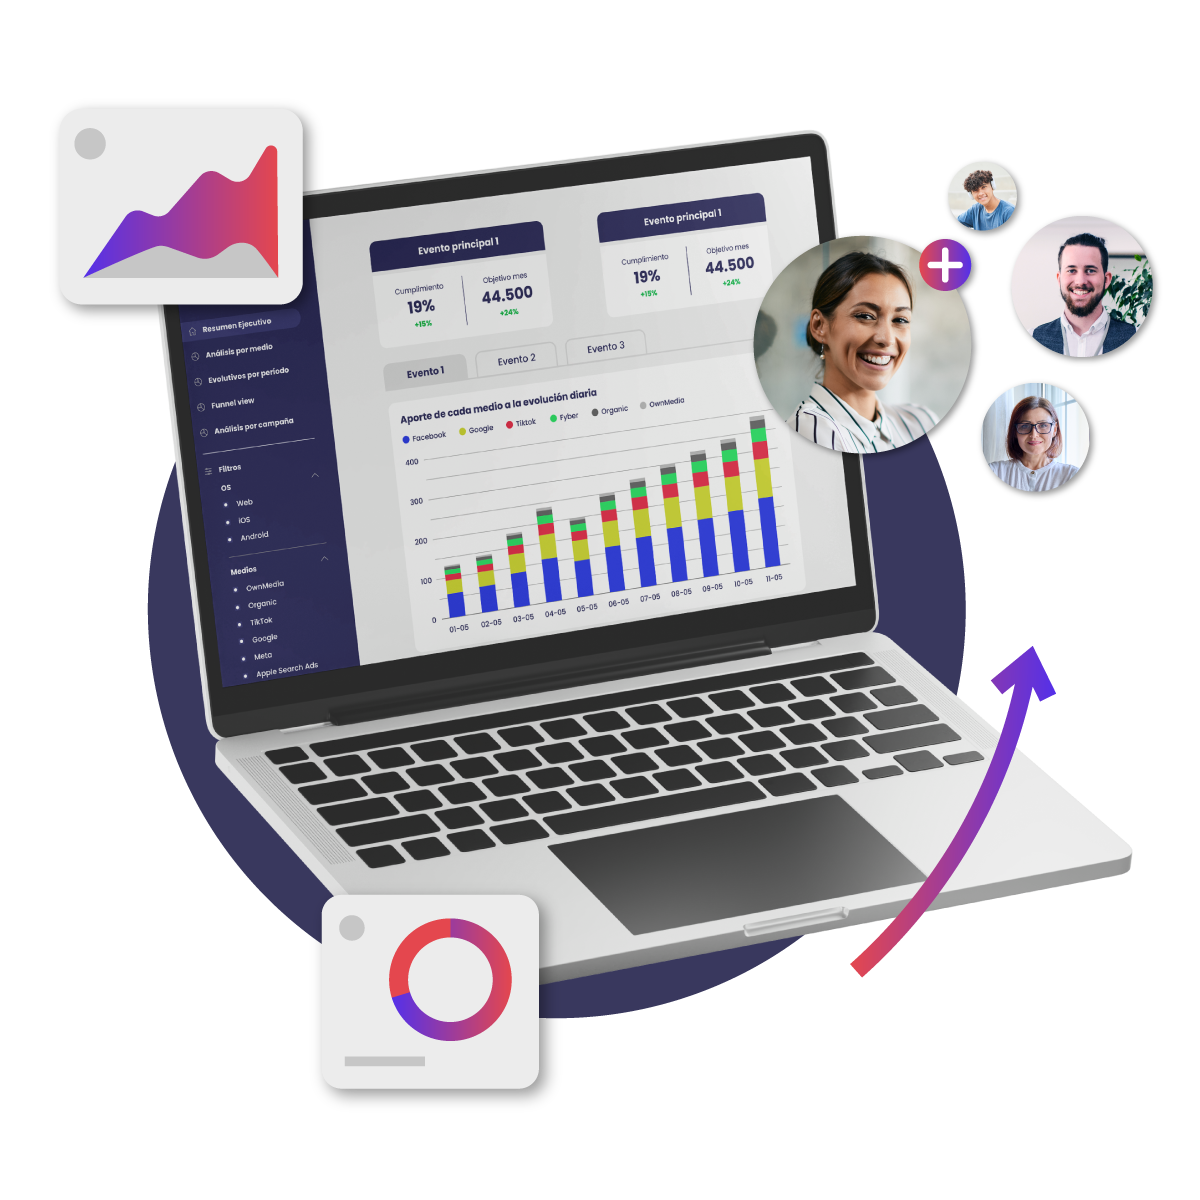 Evento principal 1
Cumplimiento
19%
+15%
Objetivo mes
44.500
+24%
Evento principal 1
Cumplimiento
19%
+15%
Objetivo mes
44.500
+24%
Resumen Ejecutivo
Análisis por medio
Evolutivos por periodo
Funnel view
Análisis por campaña
Filtros
OS
Web
iOS
Android
Medios
OwnMedia
Organic
TikTok
Google
Meta
Apple Search Ads
Evento 1
Evento 2
Evento 3
Aporte de cada medio a la evolución diaria
Facebook Google Tiktok Fyber Organic OwnMedia
400
300
200
100
0
01-05 02-05 03-05 04-05 05-05 06-05 07-05 08-05 09-05 10-05 11-05